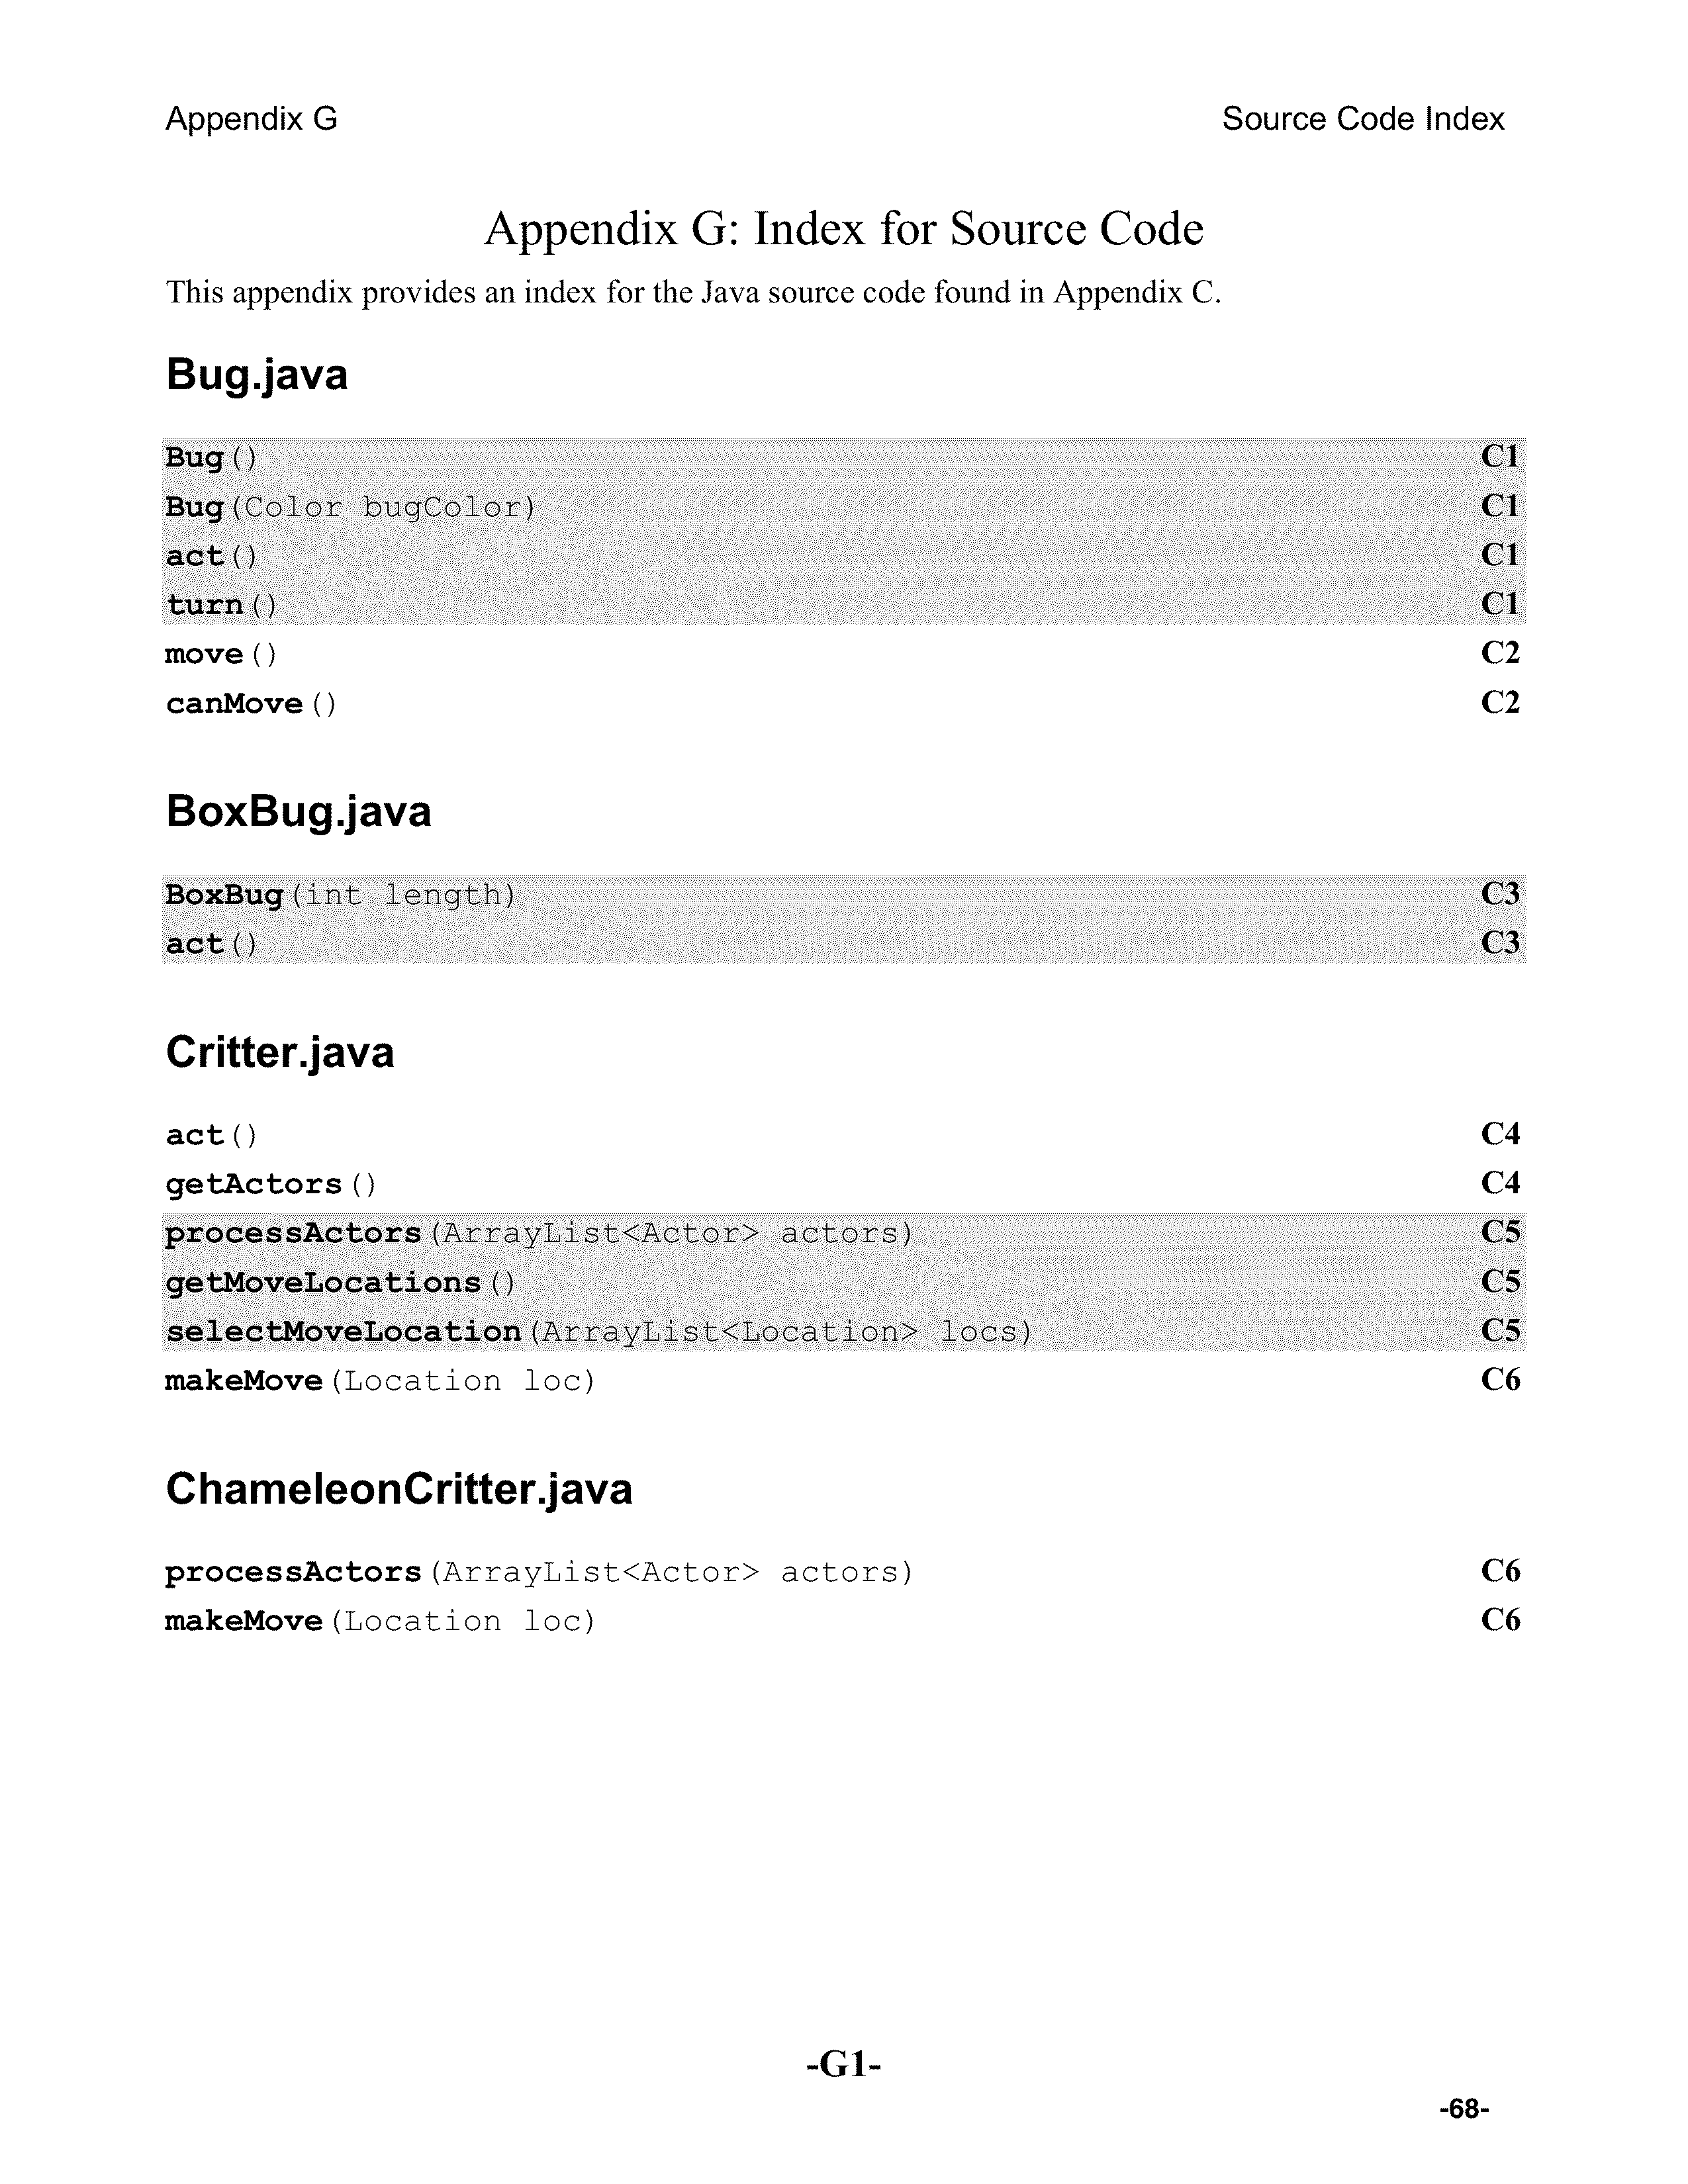 Appendix G Source Code Index
Appendix G: Index for Source Code
This appendix provides an index for the Java source code found in Appendix C.
Bug.java
Bug() C1
Bug(Color bugColor) C1
act() C1
turn() C1
move() C2
canMove() C2
BoxBug.java
BoxBug(int length) C3
act() C3
Critter.java
act() C4
getActors() C4
processActors(ArrayList<Actor> actors) C5
getMoveLocations() C5
selectMoveLocation(ArrayList<Location> locs) C5
makeMove(Location loc) C6
ChameleonCritter.java
processActors(ArrayList<Actor> actors) C6
makeMove(Location loc) C6
-G1-
-68-